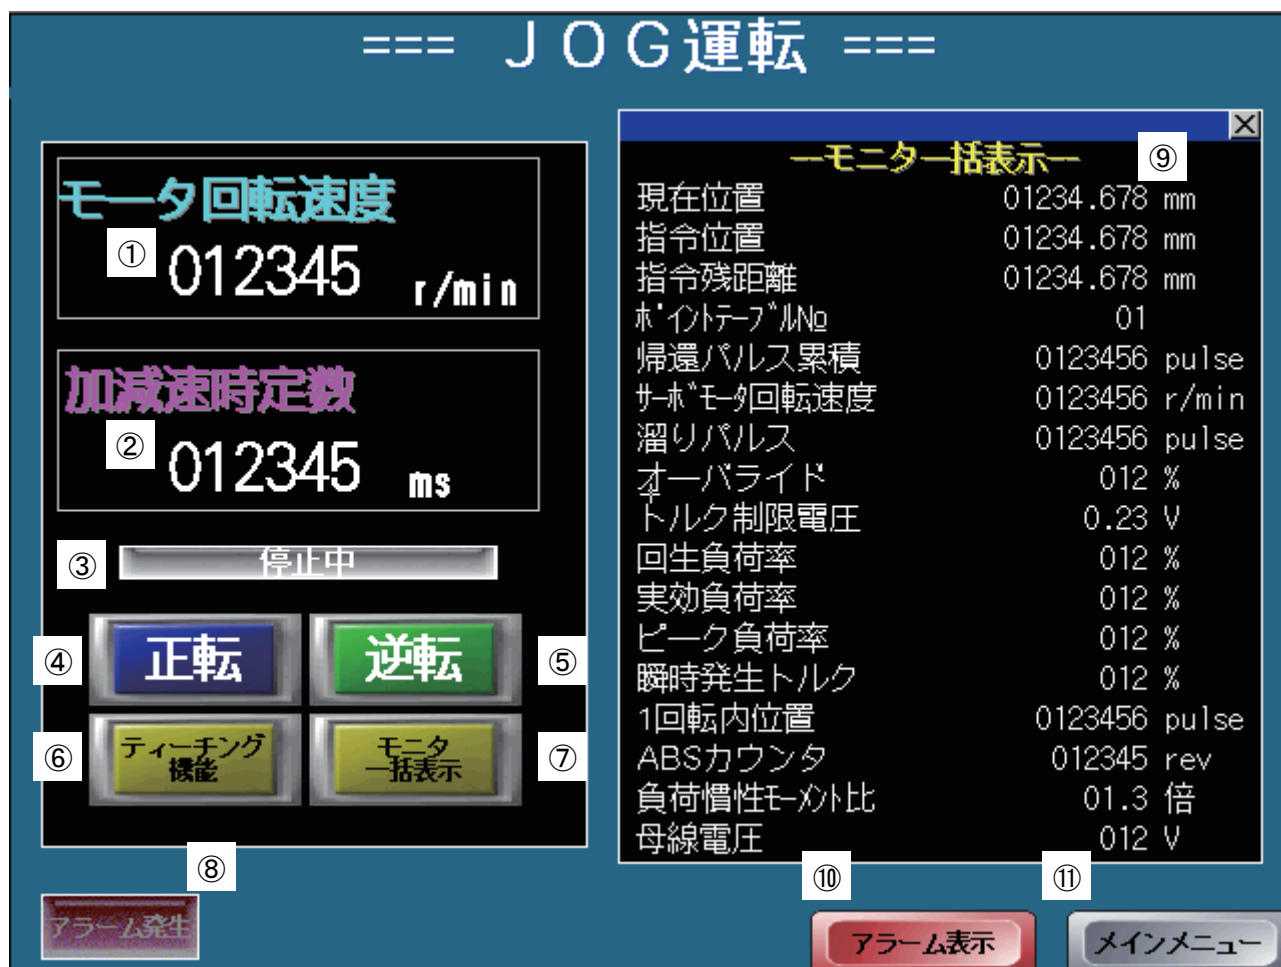 === ＪＯＧ運転 ===
モータ回転速度
① 012345 r/min
加減速時定数
② 012345 ms
③ 停止中
④ 正転 逆転 ⑤
⑥ ティーチング
機能
モニタ
一括表示 ⑦
⑧
アラーム発生
―モニター括表示― ⑨
現在位置 01234.678 mm
指令位置 01234.678 mm
指令残距離 01234.678 mm
ﾎﾟｲﾝﾄﾃｰﾌﾞﾙ№ 01
帰還パルス累積 0123456 pulse
ｻｰﾎﾞﾓｰﾀ回転速度 0123456 r/min
溜りパルス 0123456 pulse
オーバライド 012 %
トルク制限電圧 0.23 V
回生負荷率 012 %
実効負荷率 012 %
ピーク負荷率 012 %
瞬時発生トルク 012 %
1回転内位置 0123456 pulse
ABSカウンタ 012345 rev
負荷慣性ﾓｰﾒﾝﾄ比 01.3 倍
母線電圧 012 V
⑩ ⑪
アラーム表示 メインメニュー